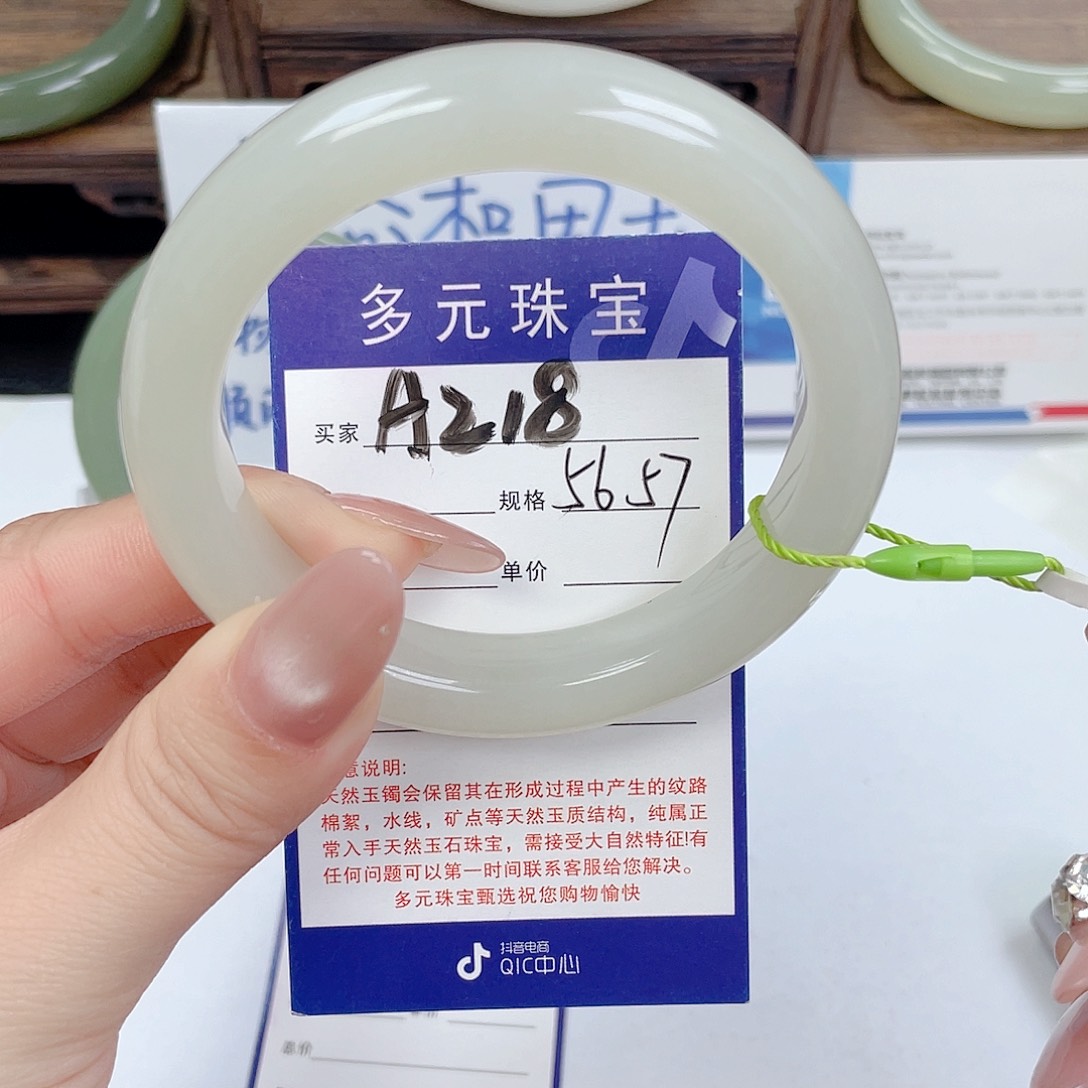 多元珠宝
买家 A218
规格 5657
单价
意说明:
天然玉镯会保留其在形成过程中产生的纹路
棉絮，水线，矿点等天然玉质结构，纯属正
常入手天然玉石珠宝，需接受大自然特征!有
任何问题可以第一时间联系客服给您解决。
多元珠宝甄选祝您购物愉快
抖音电商
QIC中心
总价